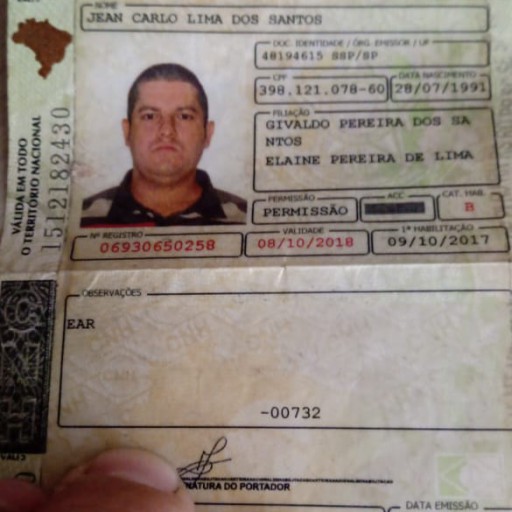 NOME
JEAN CARLO LIMA DOS SANTOS
DOC. IDENTIDADE / ÓRG. EMISSOR / UF
48194615 SSP/SP
CPF
398.121.078-60
DATA NASCIMENTO
28/07/1991
FILIAÇÃO
GIVALDO PEREIRA DOS SA
NTOS
ELAINE PEREIRA DE LIMA
PERMISSÃO
PERMISSÃO
ACC
CAT. HAB.
B
Nº REGISTRO
06930650258
VALIDADE
08/10/2018
1ª HABILITAÇÃO
09/10/2017
VÁLIDA EM TODO
O TERRITÓRIO NACIONAL
1512182430
OBSERVAÇÕES
EAR
-00732
NATURA DO PORTADOR
DATA EMISSÃO